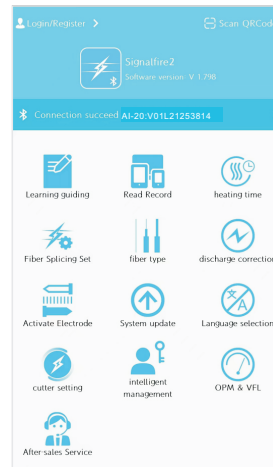 Login/Register >
Scan QRCode
Signalfire2
Software version- V 1.798
Connection succeed AI-20:V01L21253814
Learning guiding
Read Record
heating time
Fiber Splicing Set
fiber type
discharge correction
Activate Electrode
System update
Language selection
cutter setting
intelligent
management
OPM & VFL
After-sales Service